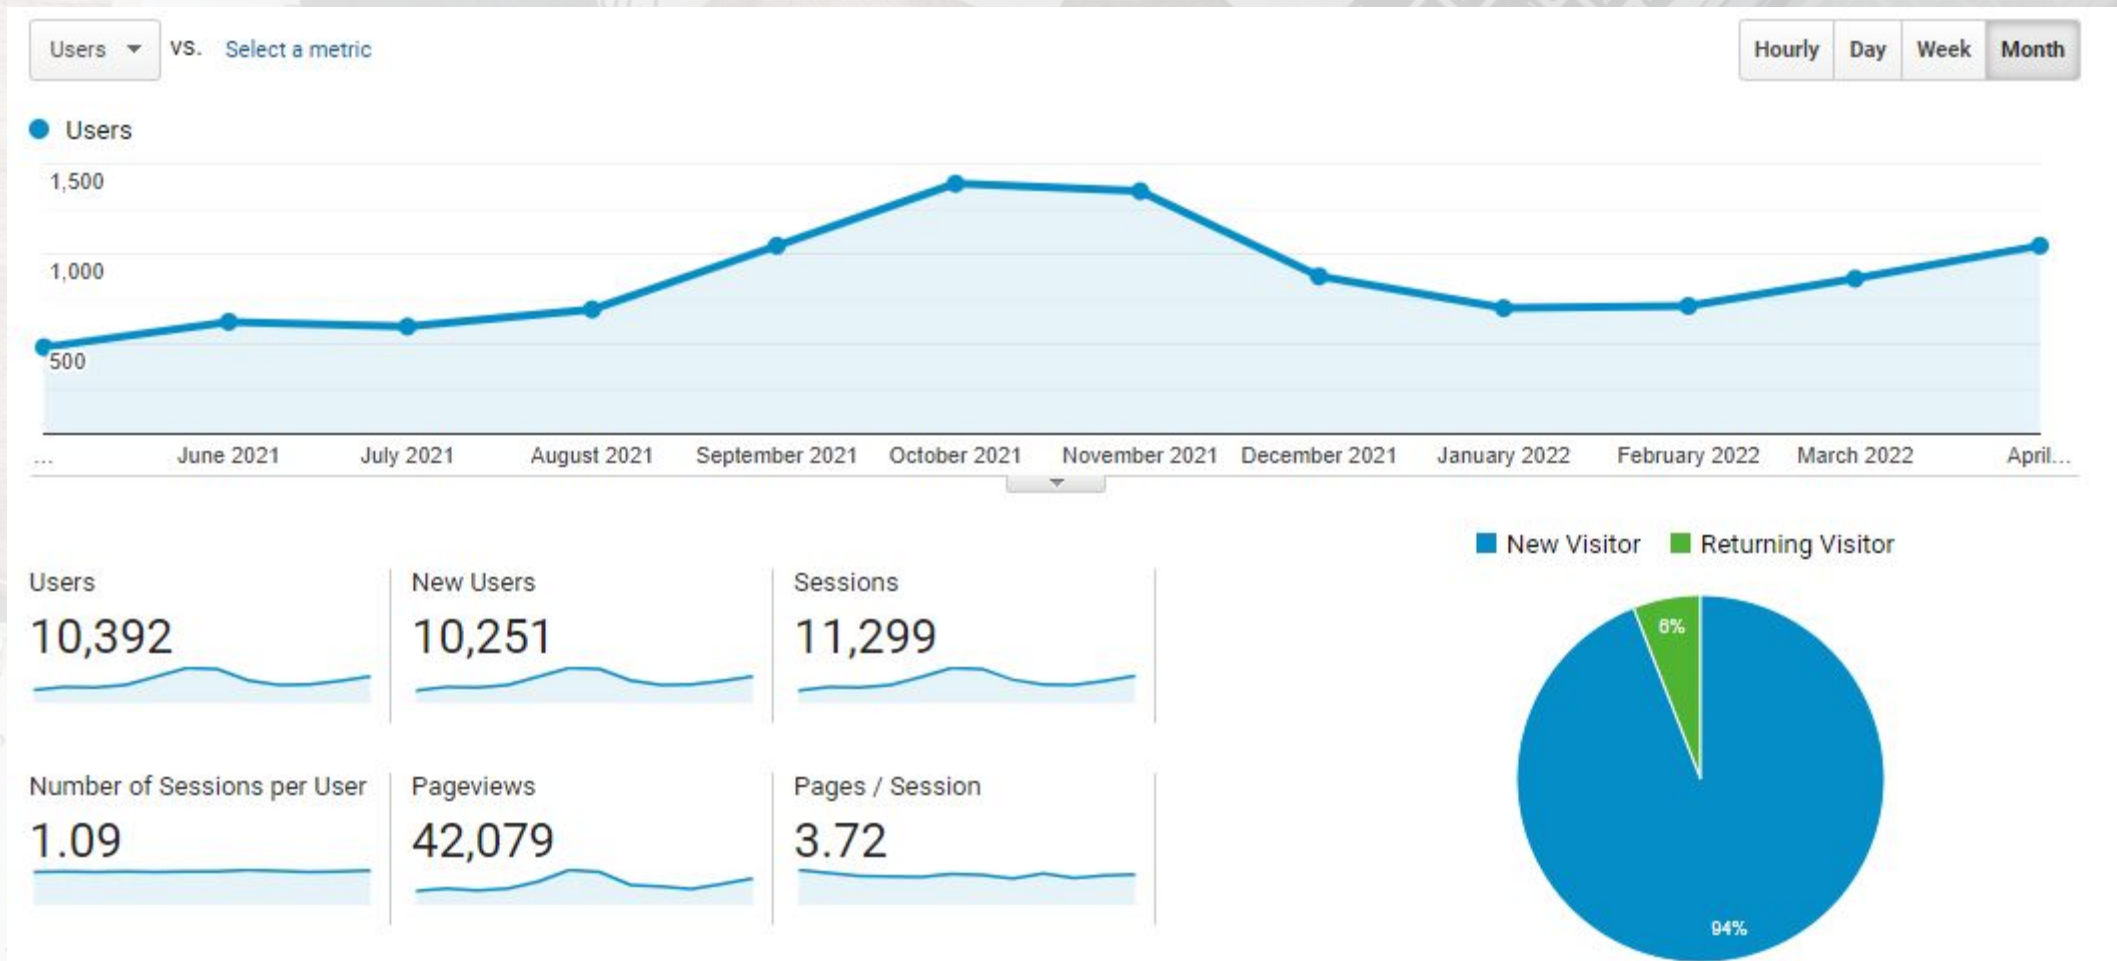 Users vs. Select a metric Hourly Day Week Month
Users
1,500
1,000
500
... June 2021 July 2021 August 2021 September 2021 October 2021 November 2021 December 2021 January 2022 February 2022 March 2022 April...
New Visitor Returning Visitor
Users New Users Sessions
10,392 10,251 11,299
6%
Number of Sessions per User Pageviews Pages / Session
1.09 42,079 3.72
94%